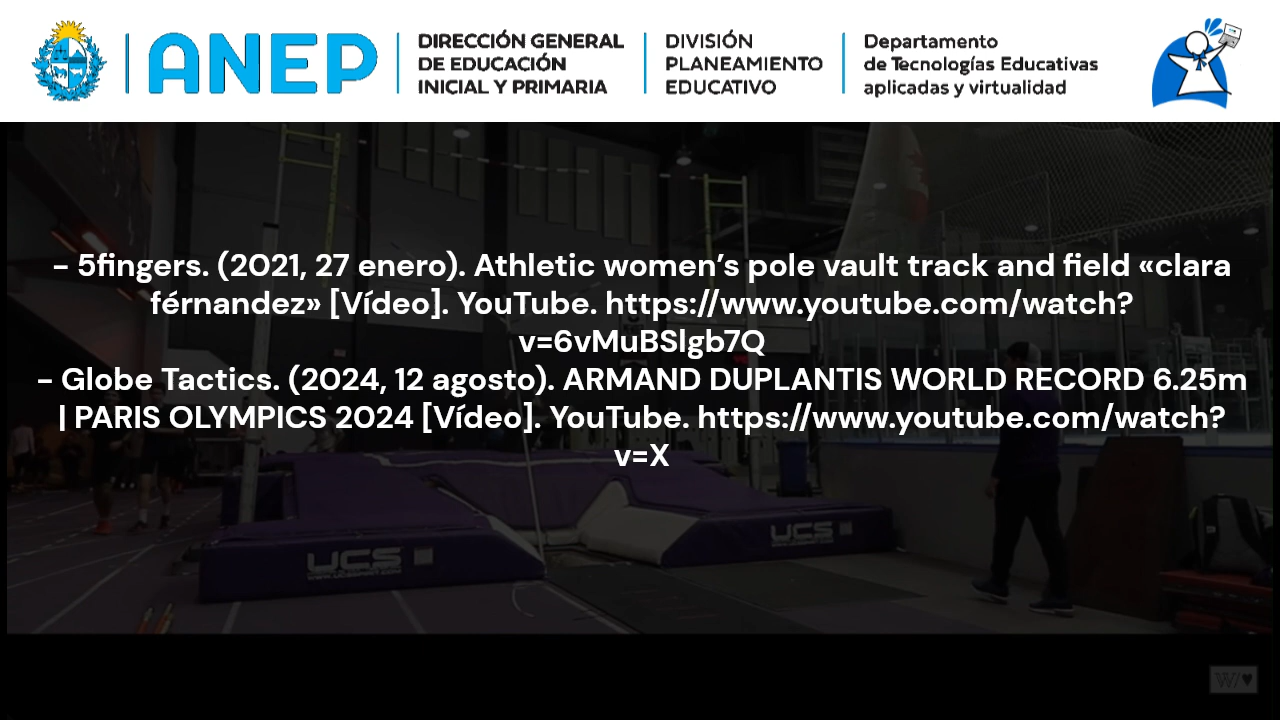 ANEP
DIRECCIÓN GENERAL
DE EDUCACIÓN
INICIAL Y PRIMARIA
DIVISIÓN
PLANEAMIENTO
EDUCATIVO
Departamento
de Tecnologías Educativas
aplicadas y virtualidad
- 5fingers. (2021, 27 enero). Athletic women's pole vault track and field «clara
férnandez» [Vídeo]. YouTube. https://www.youtube.com/watch?
v=6vMuBSlgb7Q
- Globe Tactics. (2024, 12 agosto). ARMAND DUPLANTIS WORLD RECORD 6.25m
| PARIS OLYMPICS 2024 [Vídeo]. YouTube. https://www.youtube.com/watch?
v=X
UCS
UCS